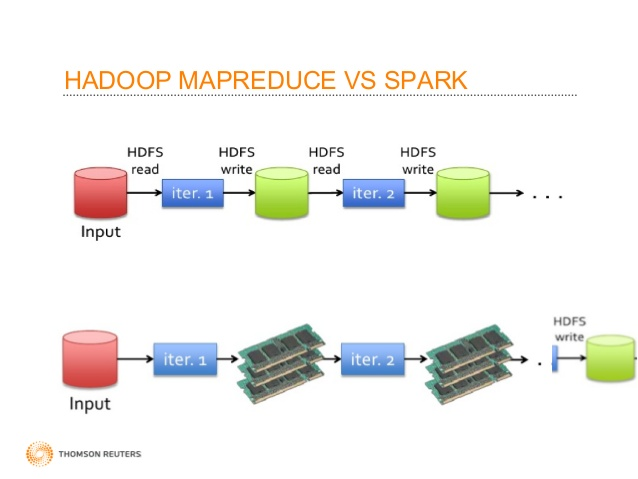 HADOOP MAPREDUCE VS SPARK
HDFS
read
HDFS
write
HDFS
read
HDFS
write
iter. 1
iter. 2
. . .
Input
HDFS
write
iter. 1
iter. 2
.
Input
THOMSON REUTERS